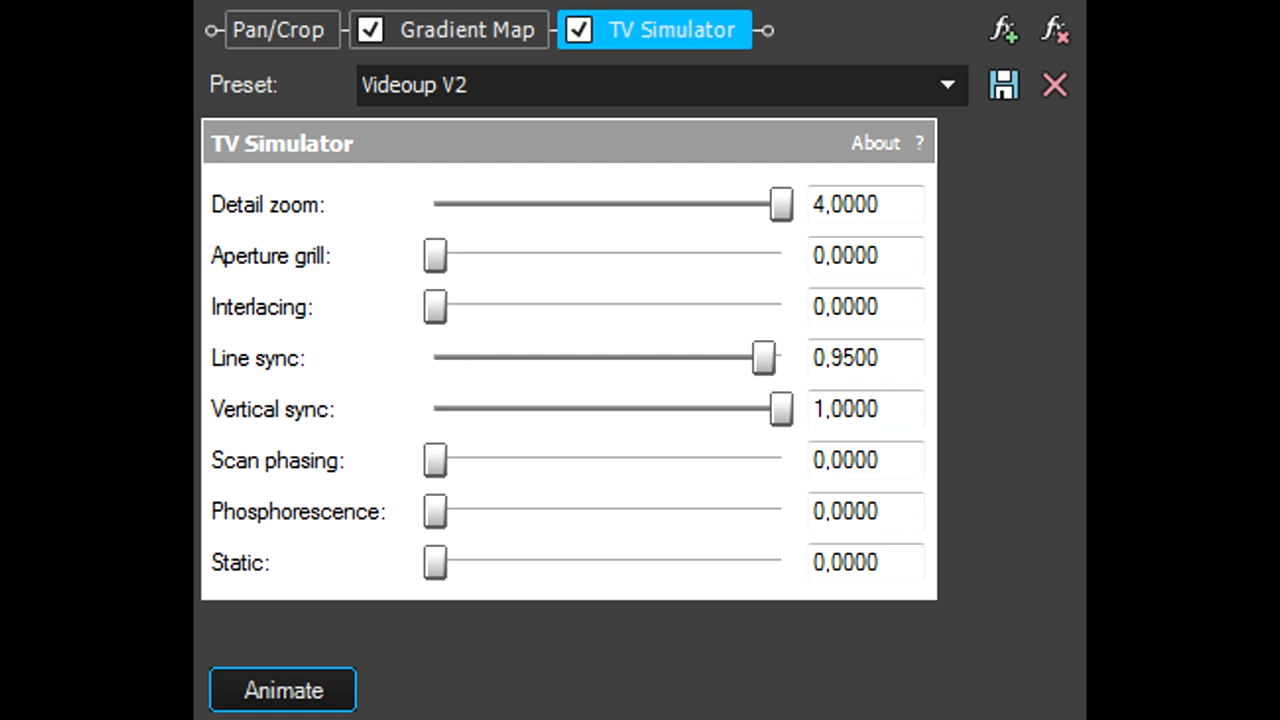 Pan/Crop Gradient Map TV Simulator
Preset: Videoup V2
TV Simulator About ?
Detail zoom: 4,0000
Aperture grill: 0,0000
Interlacing: 0,0000
Line sync: 0,9500
Vertical sync: 1,0000
Scan phasing: 0,0000
Phosphorescence: 0,0000
Static: 0,0000
Animate